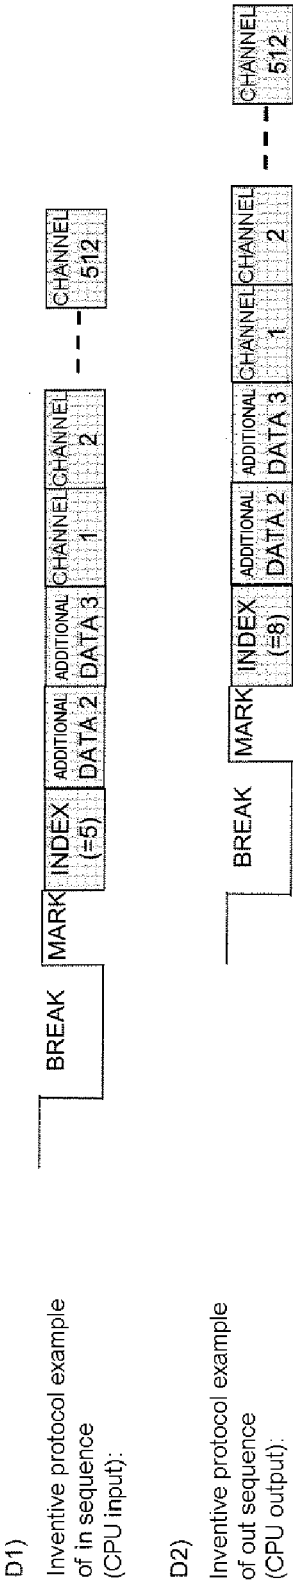 D1)
Inventive protocol example
of in sequence
(CPU input):
BREAK
MARK
INDEX
(=5)
ADDITIONAL
DATA 2
ADDITIONAL
DATA 3
CHANNEL
1
CHANNEL
2
CHANNEL
512
D2)
Inventive protocol example
of out sequence
(CPU output):
BREAK
MARK
INDEX
(=8)
ADDITIONAL
DATA 2
ADDITIONAL
DATA 3
CHANNEL
1
CHANNEL
2
CHANNEL
512